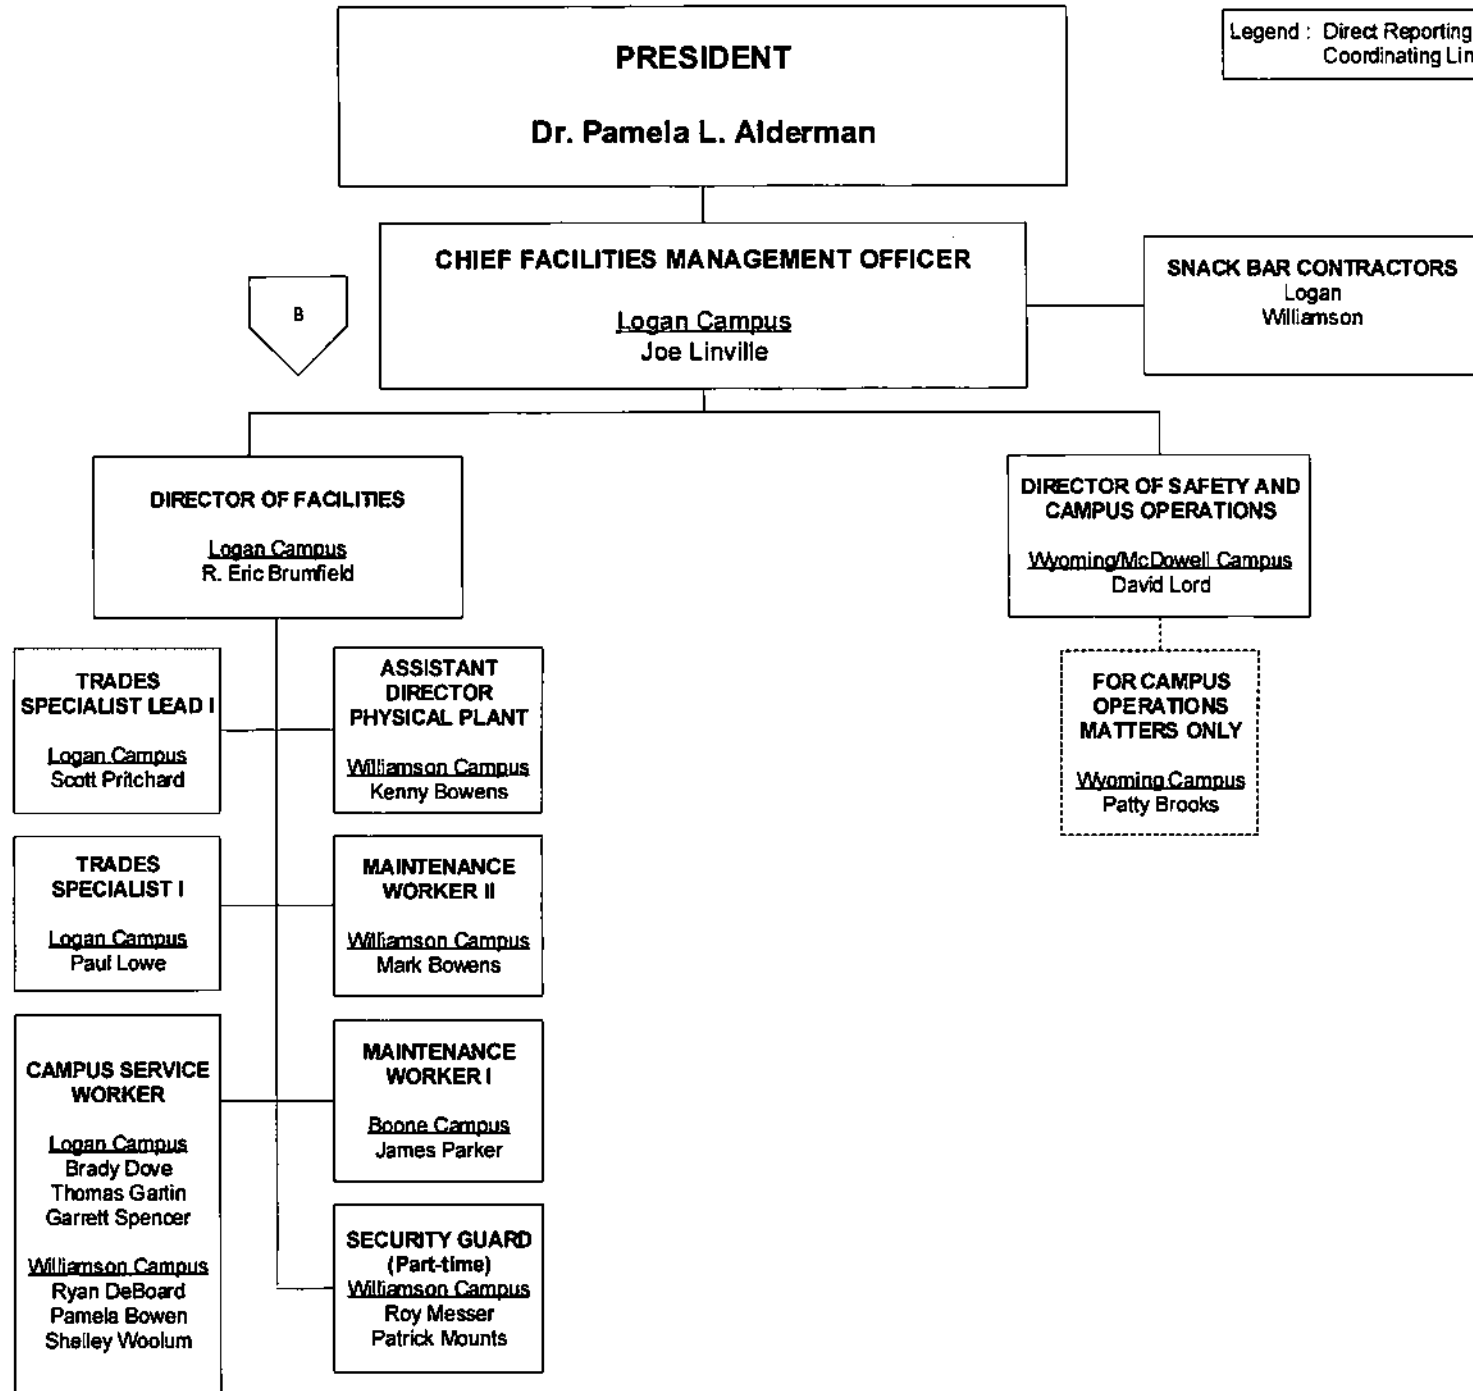 PRESIDENT
Dr. Pamela L. Alderman
Legend : Direct Reporting
Coordinating Lin
CHIEF FACILITIES MANAGEMENT OFFICER
Logan Campus
Joe Linville
B
SNACK BAR CONTRACTORS
Logan
Williamson
DIRECTOR OF FACILITIES
Logan Campus
R. Eric Brumfield
DIRECTOR OF SAFETY AND
CAMPUS OPERATIONS
Wyoming/McDowell Campus
David Lord
TRADES
SPECIALIST LEAD I
Logan Campus
Scott Pritchard
ASSISTANT
DIRECTOR
PHYSICAL PLANT
Williamson Campus
Kenny Bowens
FOR CAMPUS
OPERATIONS
MATTERS ONLY
Wyoming Campus
Patty Brooks
TRADES
SPECIALIST I
Logan Campus
Paul Lowe
MAINTENANCE
WORKER II
Williamson Campus
Mark Bowens
CAMPUS SERVICE
WORKER
Logan Campus
Brady Dove
Thomas Gartin
Garrett Spencer
Williamson Campus
Ryan DeBoard
Pamela Bowen
Shelley Woolum
MAINTENANCE
WORKER I
Boone Campus
James Parker
SECURITY GUARD
(Part-time)
Williamson Campus
Roy Messer
Patrick Mounts